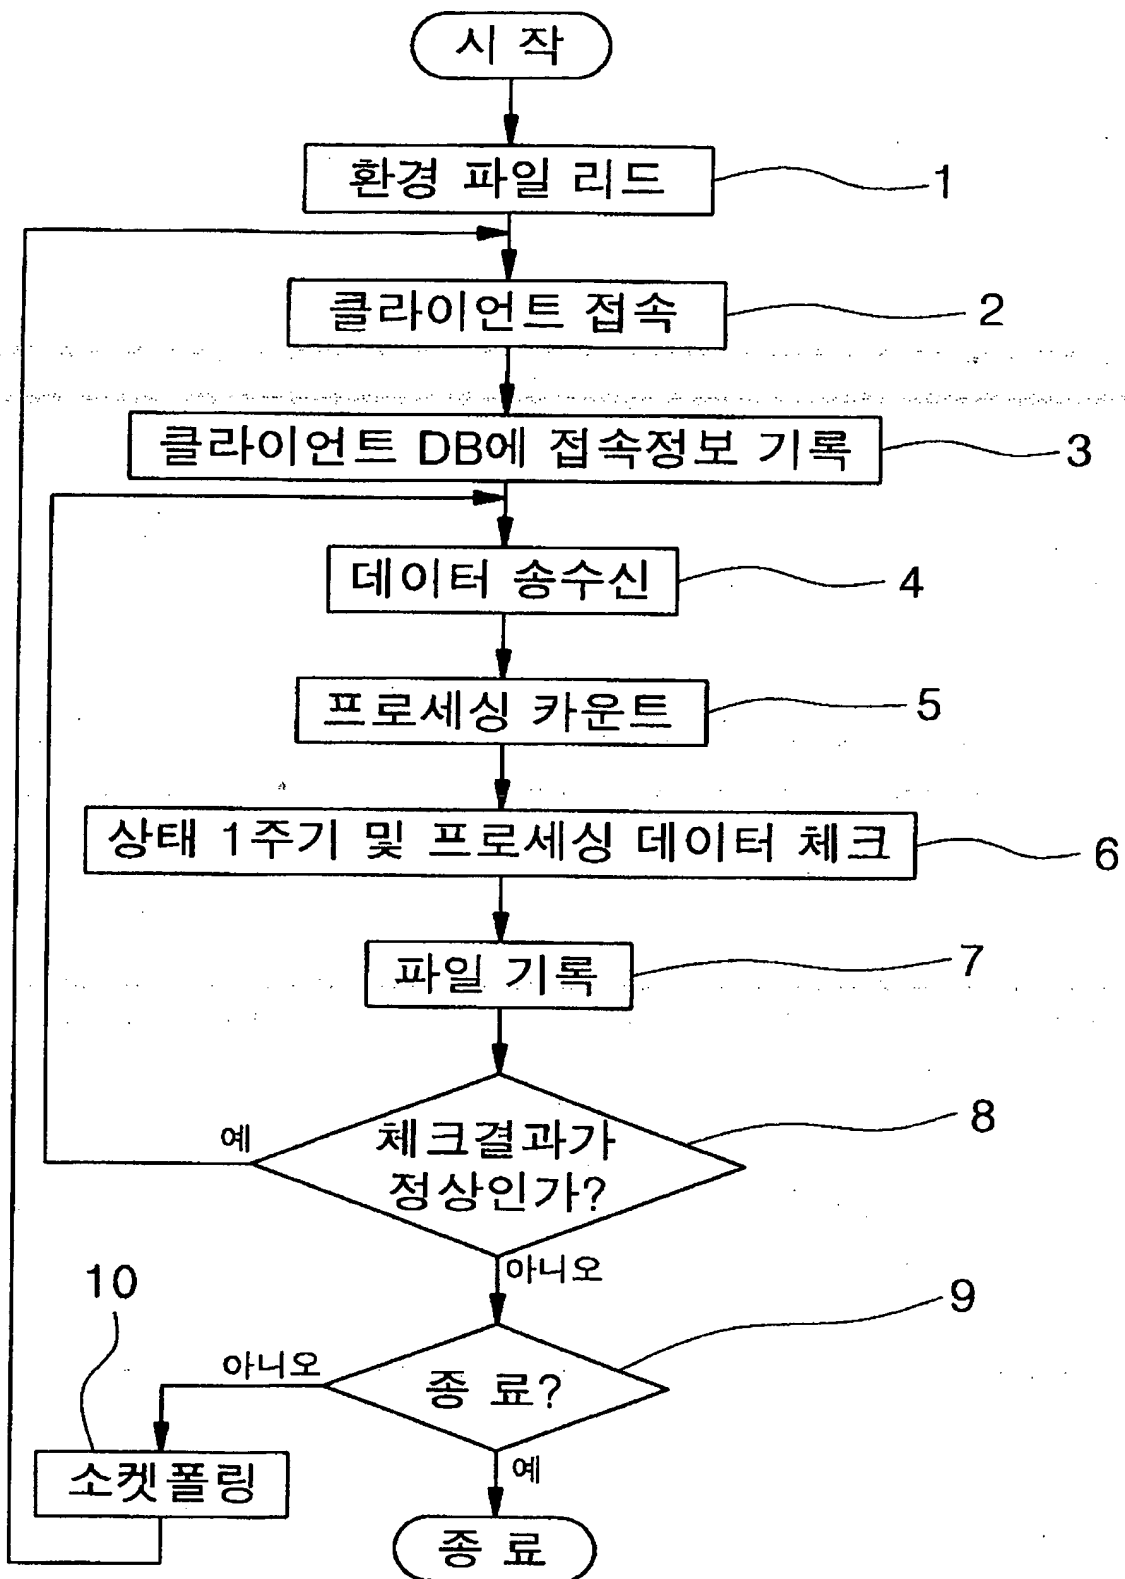 시 작
환경 파일 리드
1
클라이언트 접속
2
클라이언트 DB에 접속정보 기록
3
데이터 송수신
4
프로세싱 카운트
5
상태 1주기 및 프로세싱 데이터 체크
6
파일 기록
7
체크결과가
정상인가?
8
예
아니오
10
9
종 료?
아니오
예
소켓폴링
종 료